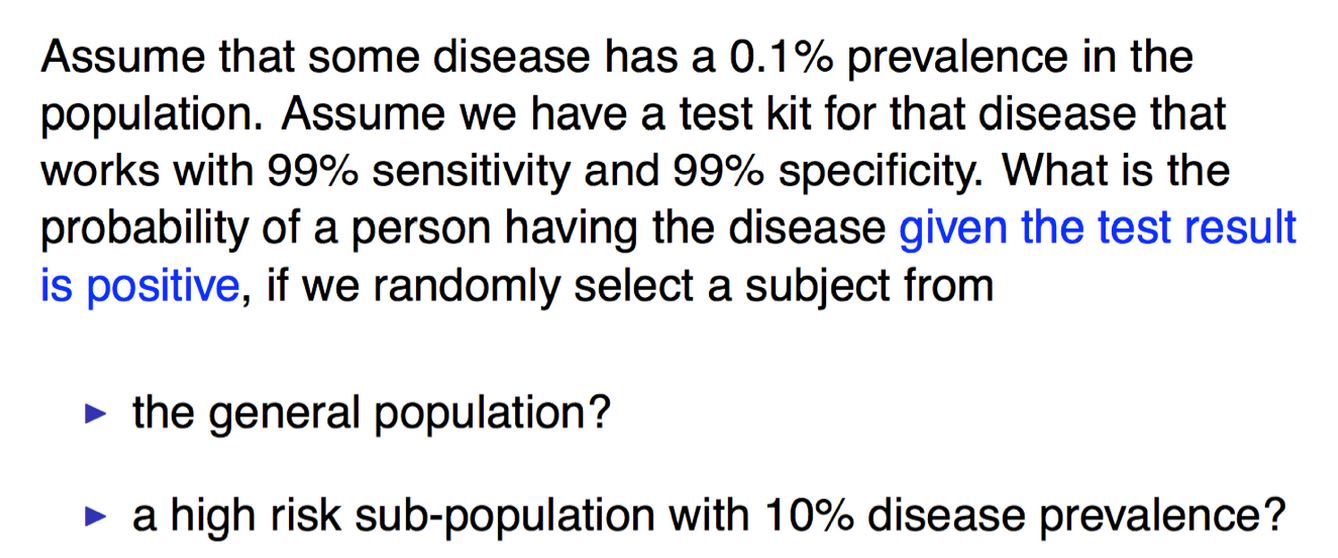 Assume that some disease has a 0.1% prevalence in the
population. Assume we have a test kit for that disease that
works with 99% sensitivity and 99% specificity. What is the
probability of a person having the disease given the test result
is positive, if we randomly select a subject from
▶ the general population?
▶ a high risk sub-population with 10% disease prevalence?